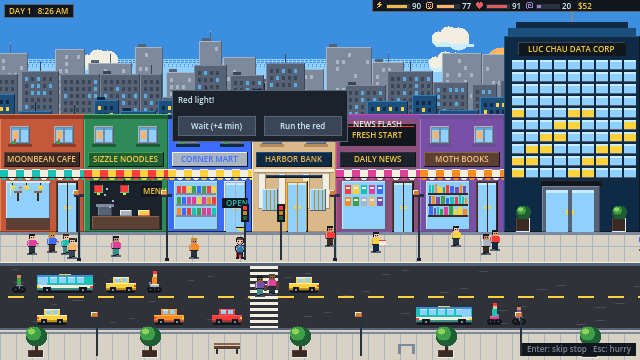 DAY 1 8:26 AM
90 77 91 20 $52
LUC CHAU DATA CORP
Red light!
Wait (+4 min) Run the red
NEWS FLASH
FRESH START
MOONBEAN CAFE SIZZLE NOODLES CORNER MART HARBOR BANK DAILY NEWS MOTH BOOKS
MENU
OPEN
Enter: skip stop Esc: hurry